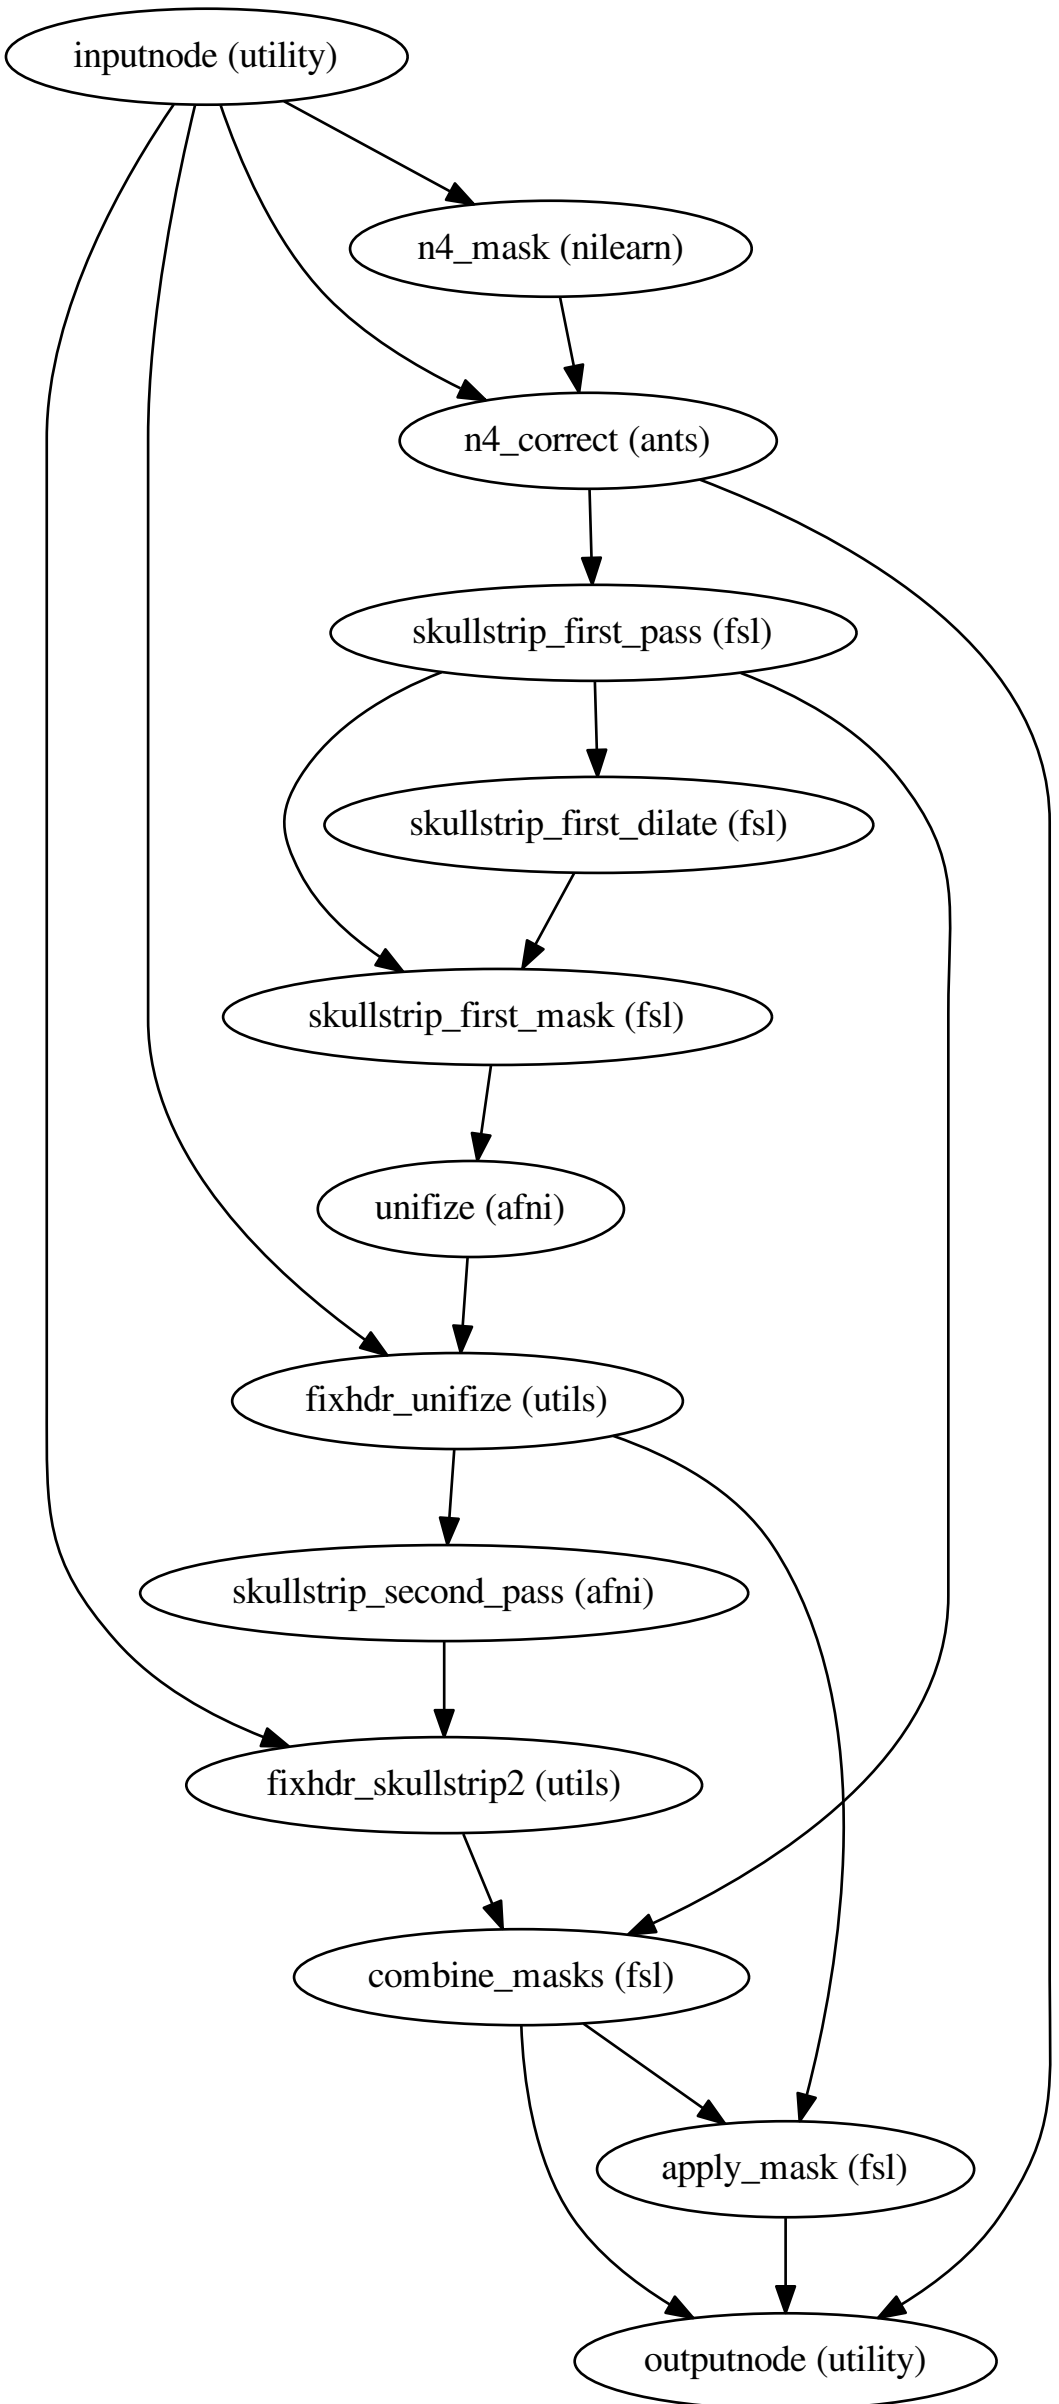 inputnode (utility)
n4_mask (nilearn)
n4_correct (ants)
skullstrip_first_pass (fsl)
skullstrip_first_dilate (fsl)
skullstrip_first_mask (fsl)
unifize (afni)
fixhdr_unifize (utils)
skullstrip_second_pass (afni)
fixhdr_skullstrip2 (utils)
combine_masks (fsl)
apply_mask (fsl)
outputnode (utility)